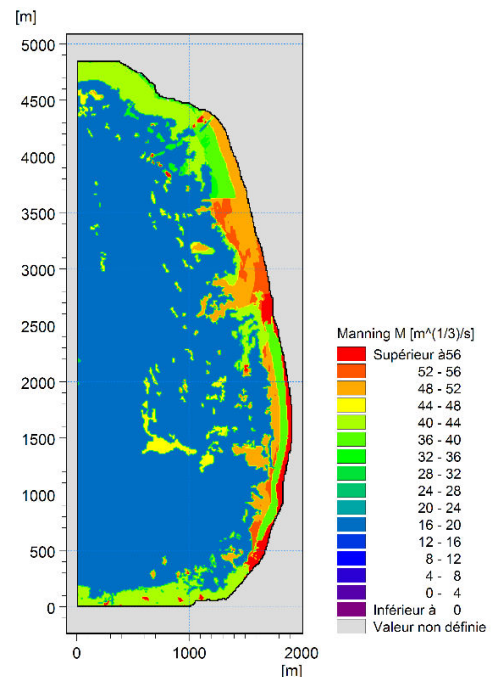 [m]
5000
4500
4000
3500
3000
2500
2000
1500
1000
500
0
0 1000 2000
[m]
Manning M [m^(1/3)/s]
Supérieur à56
52 - 56
48 - 52
44 - 48
40 - 44
36 - 40
32 - 36
28 - 32
24 - 28
20 - 24
16 - 20
12 - 16
8 - 12
4 - 8
0 - 4
Inférieur à 0
Valeur non définie